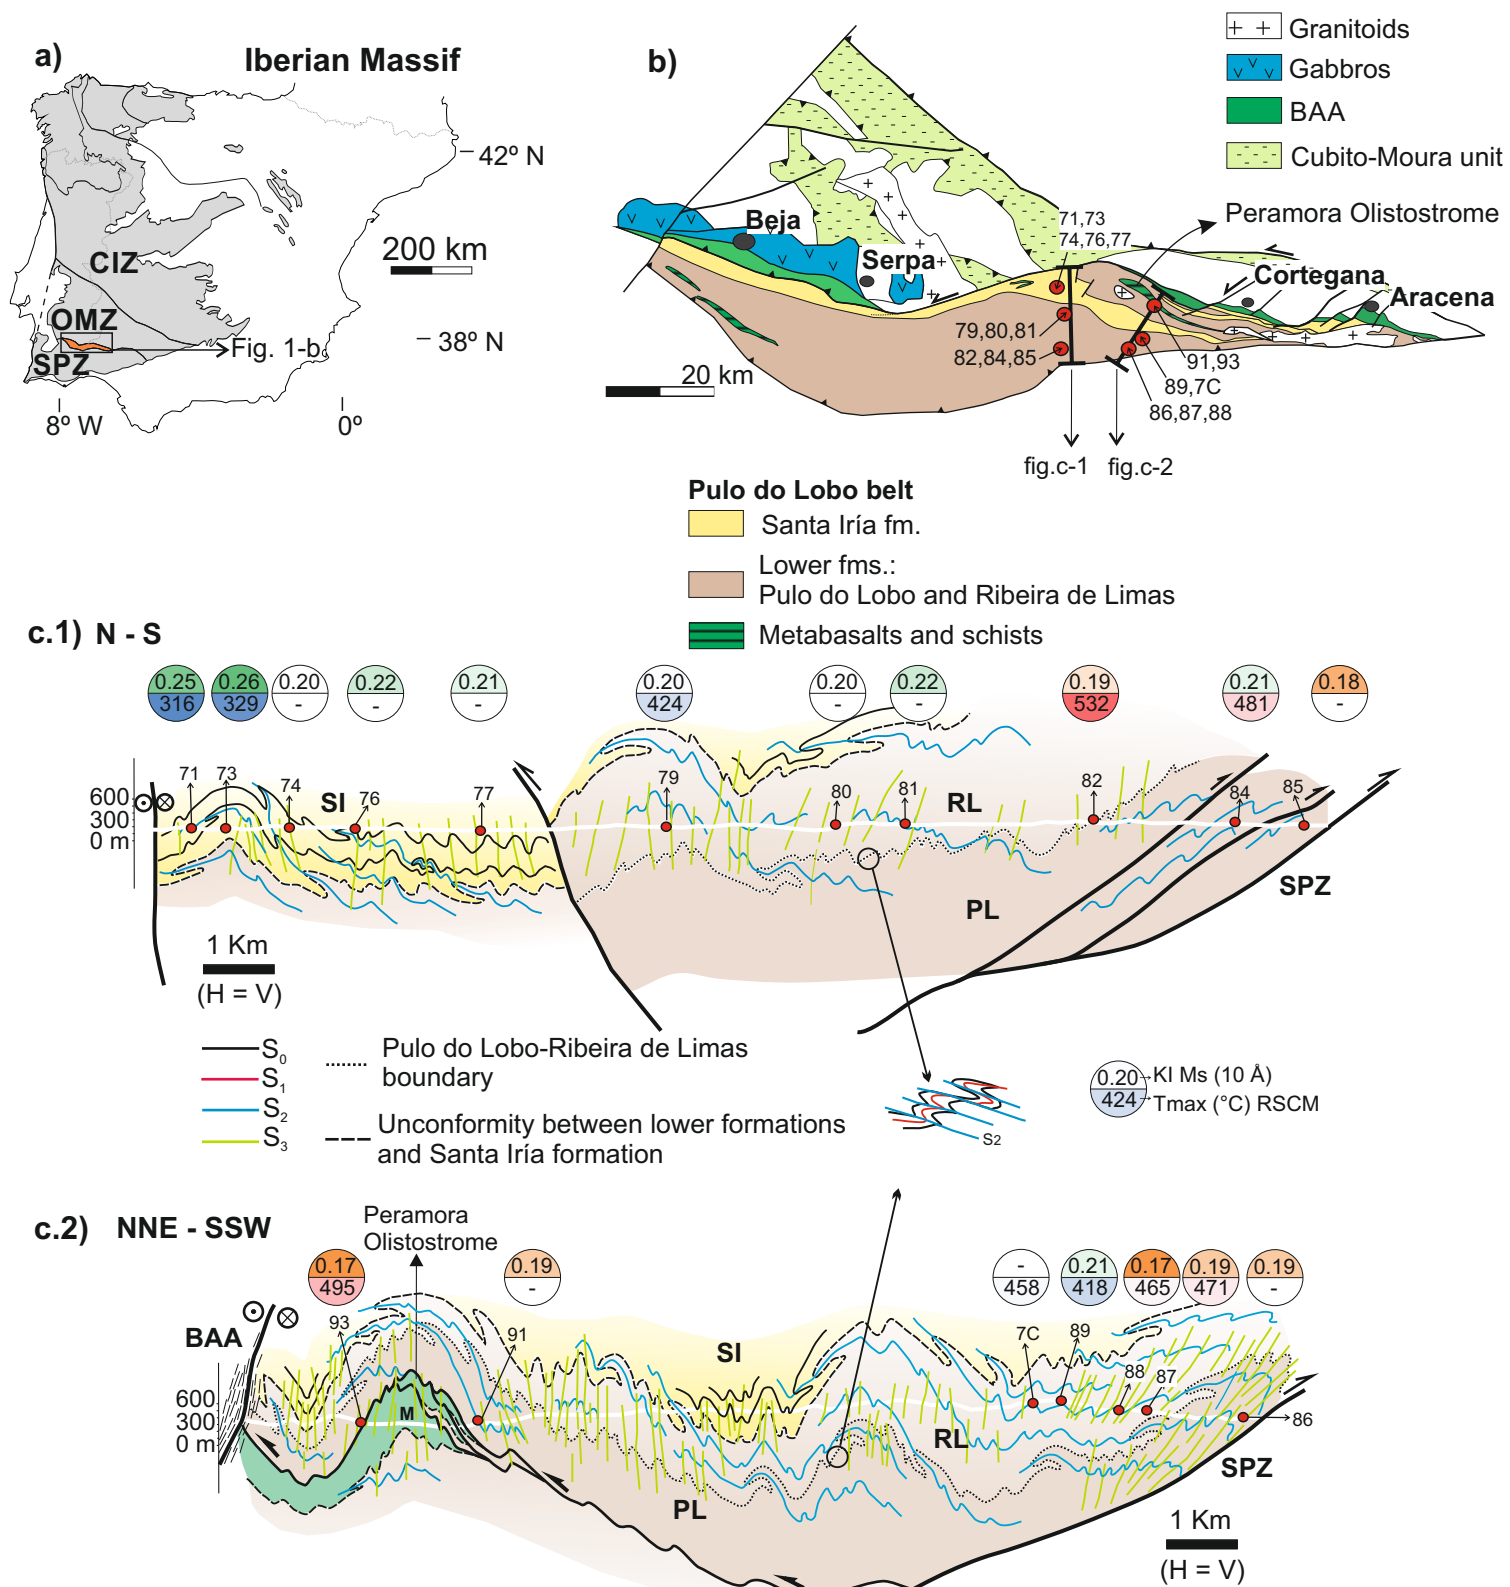 a)
Iberian Massif
42º N
200 km
CIZ
OMZ
38º N
Fig. 1-b
SPZ
8º W
0º
b)
Granitoids
Gabbros
BAA
Cubito-Moura unit
71,73
74,76,77
Peramora Olistostrome
Beja
Serpa
Cortegana
Aracena
79,80,81
82,84,85
91,93
89,7C
86,87,88
20 km
fig.c-1
fig.c-2
Pulo do Lobo belt
Santa Iría fm.
Lower fms.:
Pulo do Lobo and Ribeira de Limas
Metabasalts and schists
c.1) N - S
0.25 0.26 0.20 0.22 0.21 0.20 0.20 0.22 0.19 0.21 0.18
316 329 - - - 424 - - 532 481 -
71 73 74 76 77 79 80 81 82 84 85
SI
RL
PL
SPZ
600
300
0 m
1 Km
(H = V)
S0
S1
S2
S3
Pulo do Lobo-Ribeira de Limas
boundary
Unconformity between lower formations
and Santa Iría formation
S2
0.20 KI Ms (10 Å)
424 Tmax (°C) RSCM
c.2) NNE - SSW
Peramora
Olistostrome
0.17 0.19 - 0.21 0.17 0.19 0.19
495 - 458 418 465 471 -
BAA
93
91
7C
89
88
87
86
SI
M
RL
PL
SPZ
600
300
0 m
1 Km
(H = V)